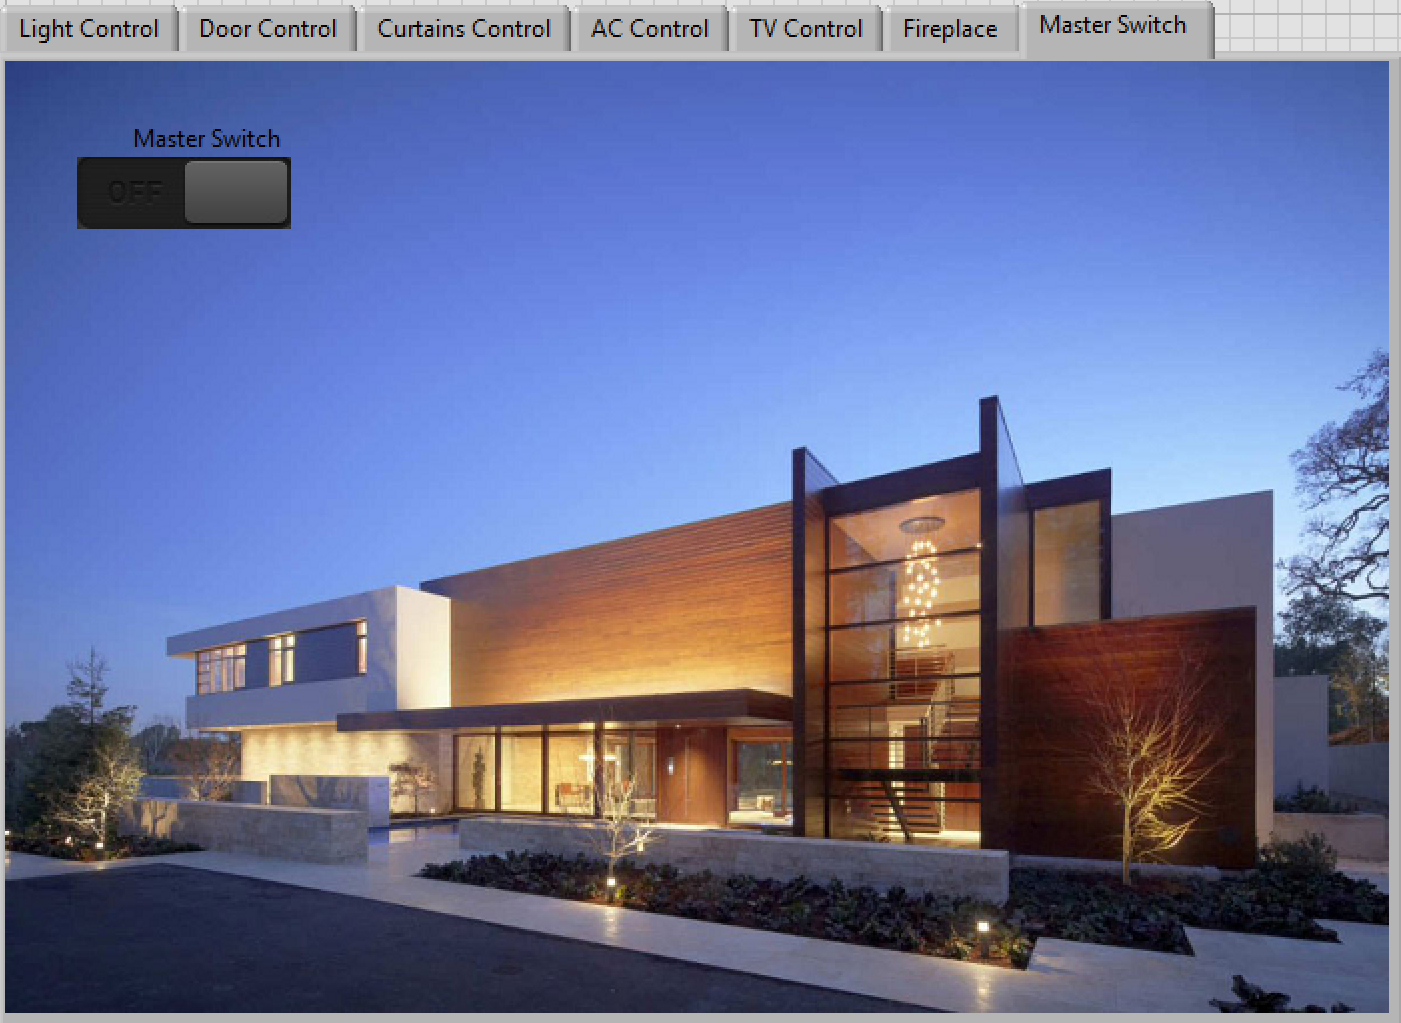 Light Control
Door Control
Curtains Control
AC Control
TV Control
Fireplace
Master Switch
Master Switch
OFF